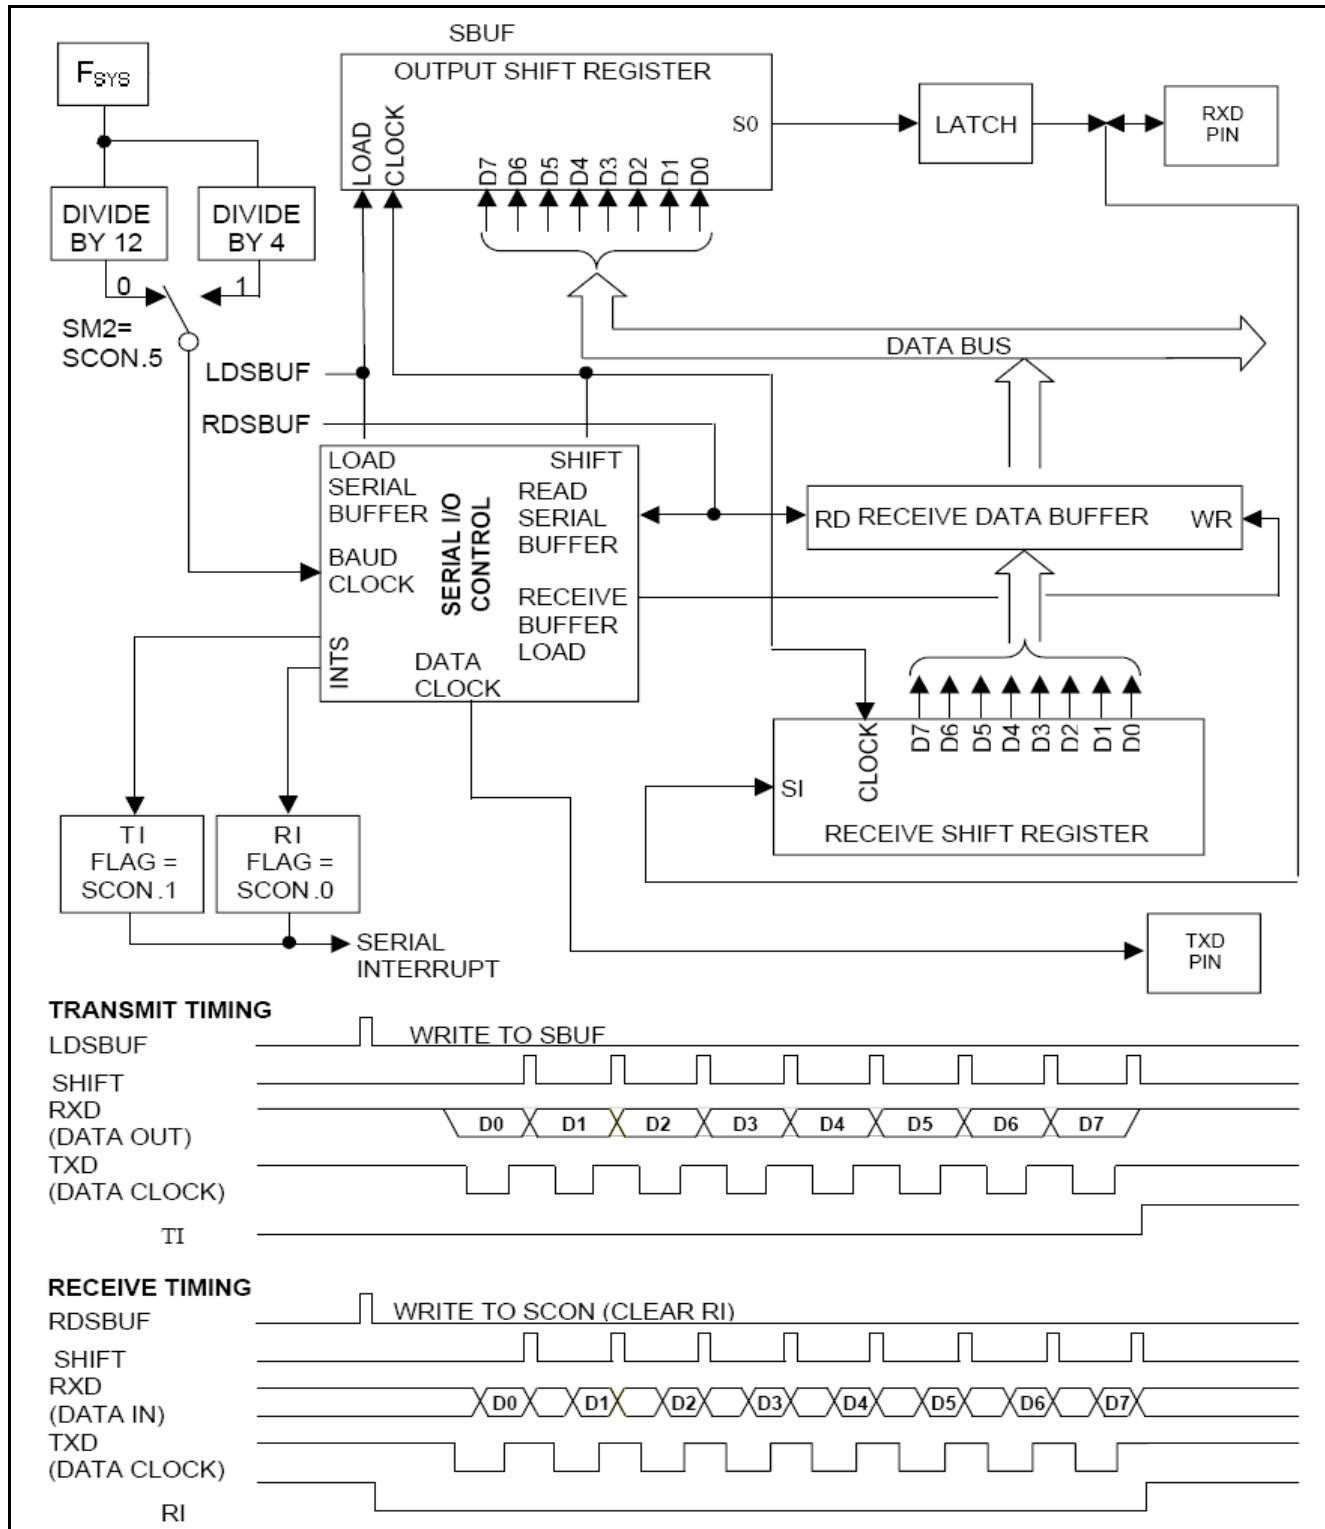 SBUF
FSYS
OUTPUT SHIFT REGISTER
LOAD
CLOCK
D7
D6
D5
D4
D3
D2
D1
D0
S0
LATCH
RXD
PIN
DIVIDE
BY 12
DIVIDE
BY 4
0
1
SM2=
SCON.5
LDSBUF
RDSBUF
DATA BUS
LOAD
SERIAL
BUFFER
SHIFT
READ
SERIAL
BUFFER
SERIAL I/O
CONTROL
BAUD
CLOCK
RECEIVE
BUFFER
LOAD
INTS
DATA
CLOCK
RD
RECEIVE DATA BUFFER
WR
D7
D6
D5
D4
D3
D2
D1
D0
CLOCK
SI
RECEIVE SHIFT REGISTER
TI
FLAG =
SCON.1
RI
FLAG =
SCON.0
SERIAL
INTERRUPT
TXD
PIN
TRANSMIT TIMING
LDSBUF
WRITE TO SBUF
SHIFT
RXD
(DATA OUT)
D0 D1 D2 D3 D4 D5 D6 D7
TXD
(DATA CLOCK)
TI
RECEIVE TIMING
RDSBUF
WRITE TO SCON (CLEAR RI)
SHIFT
RXD
(DATA IN)
D0 D1 D2 D3 D4 D5 D6 D7
TXD
(DATA CLOCK)
RI